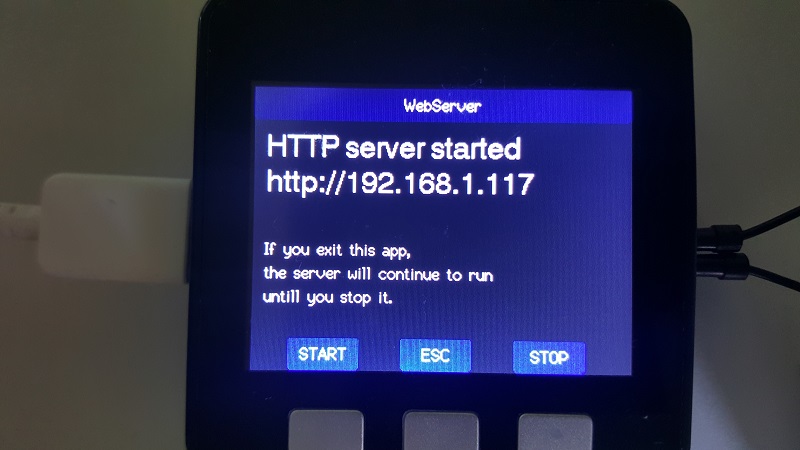 WebServer
HTTP server started
http://192.168.1.117
If you exit this app,
the server will continue to run
untill you stop it.
START
ESC
STOP